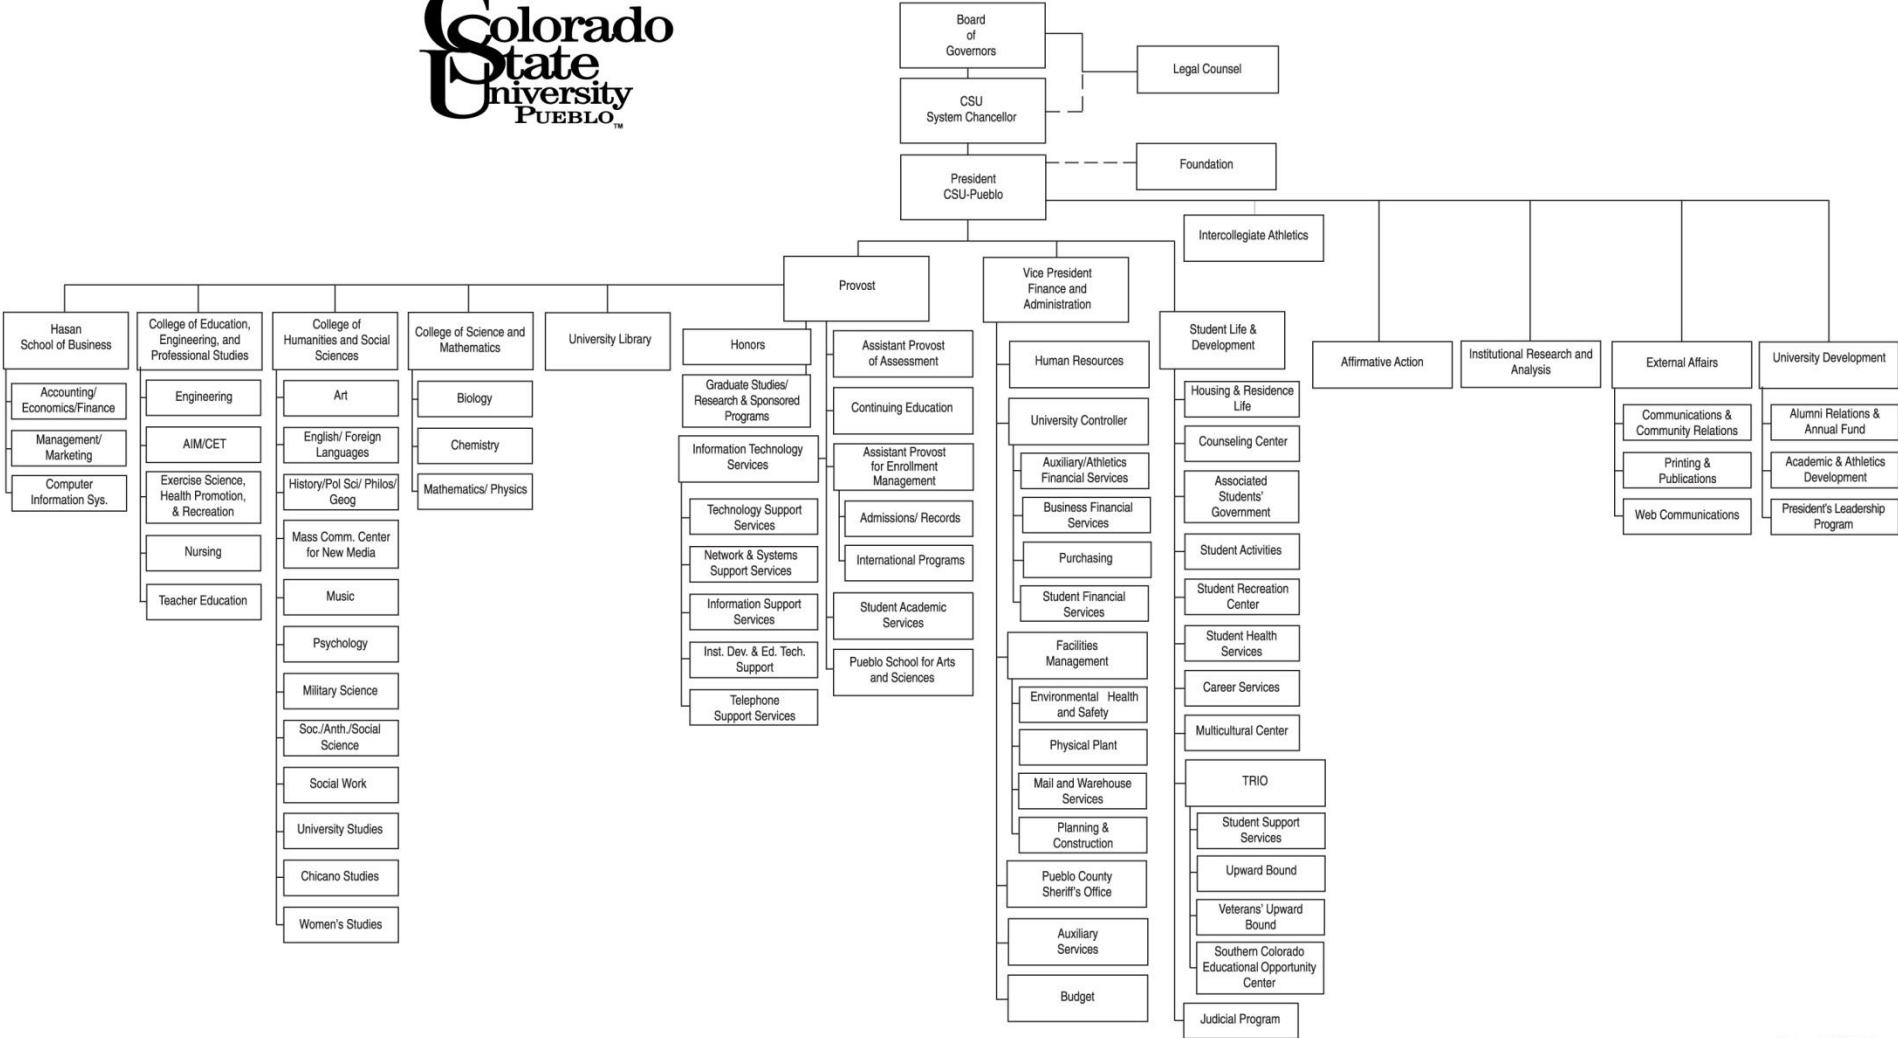 Colorado
State
University
PUEBLO™
Board
of
Governors
Legal Counsel
CSU
System Chancellor
Foundation
President
CSU-Pueblo
Intercollegiate Athletics
Provost
Vice President
Finance and
Administration
Hasan
School of Business
College of Education,
Engineering, and
Professional Studies
College of
Humanities and Social
Sciences
College of Science and
Mathematics
University Library
Student Life &
Development
Affirmative Action
Institutional Research and
Analysis
External Affairs
University Development
Accounting/
Economics/Finance
Management/
Marketing
Computer
Information Sys.
Engineering
AIM/CET
Exercise Science,
Health Promotion,
& Recreation
Nursing
Teacher Education
Art
English/ Foreign
Languages
History/Pol Sci/ Philos/
Geog
Mass Comm. Center
for New Media
Music
Psychology
Military Science
Soc./Anth./Social
Science
Social Work
University Studies
Chicano Studies
Women's Studies
Biology
Chemistry
Mathematics/ Physics
Honors
Graduate Studies/
Research & Sponsored
Programs
Information Technology
Services
Technology Support
Services
Network & Systems
Support Services
Information Support
Services
Inst. Dev. & Ed. Tech.
Support
Telephone
Support Services
Assistant Provost
of Assessment
Continuing Education
Assistant Provost
for Enrollment
Management
Admissions/ Records
International Programs
Student Academic
Services
Pueblo School for Arts
and Sciences
Human Resources
University Controller
Auxiliary/Athletics
Financial Services
Business Financial
Services
Purchasing
Student Financial
Services
Facilities
Management
Environmental Health
and Safety
Physical Plant
Mail and Warehouse
Services
Planning &
Construction
Pueblo County
Sheriff's Office
Auxiliary
Services
Budget
Housing & Residence
Life
Counseling Center
Associated
Students'
Government
Student Activities
Student Recreation
Center
Student Health
Services
Career Services
Multicultural Center
TRIO
Student Support
Services
Upward Bound
Veterans' Upward
Bound
Southern Colorado
Educational Opportunity
Center
Judicial Program
Communications &
Community Relations
Printing &
Publications
Web Communications
Alumni Relations &
Annual Fund
Academic & Athletics
Development
President's Leadership
Program